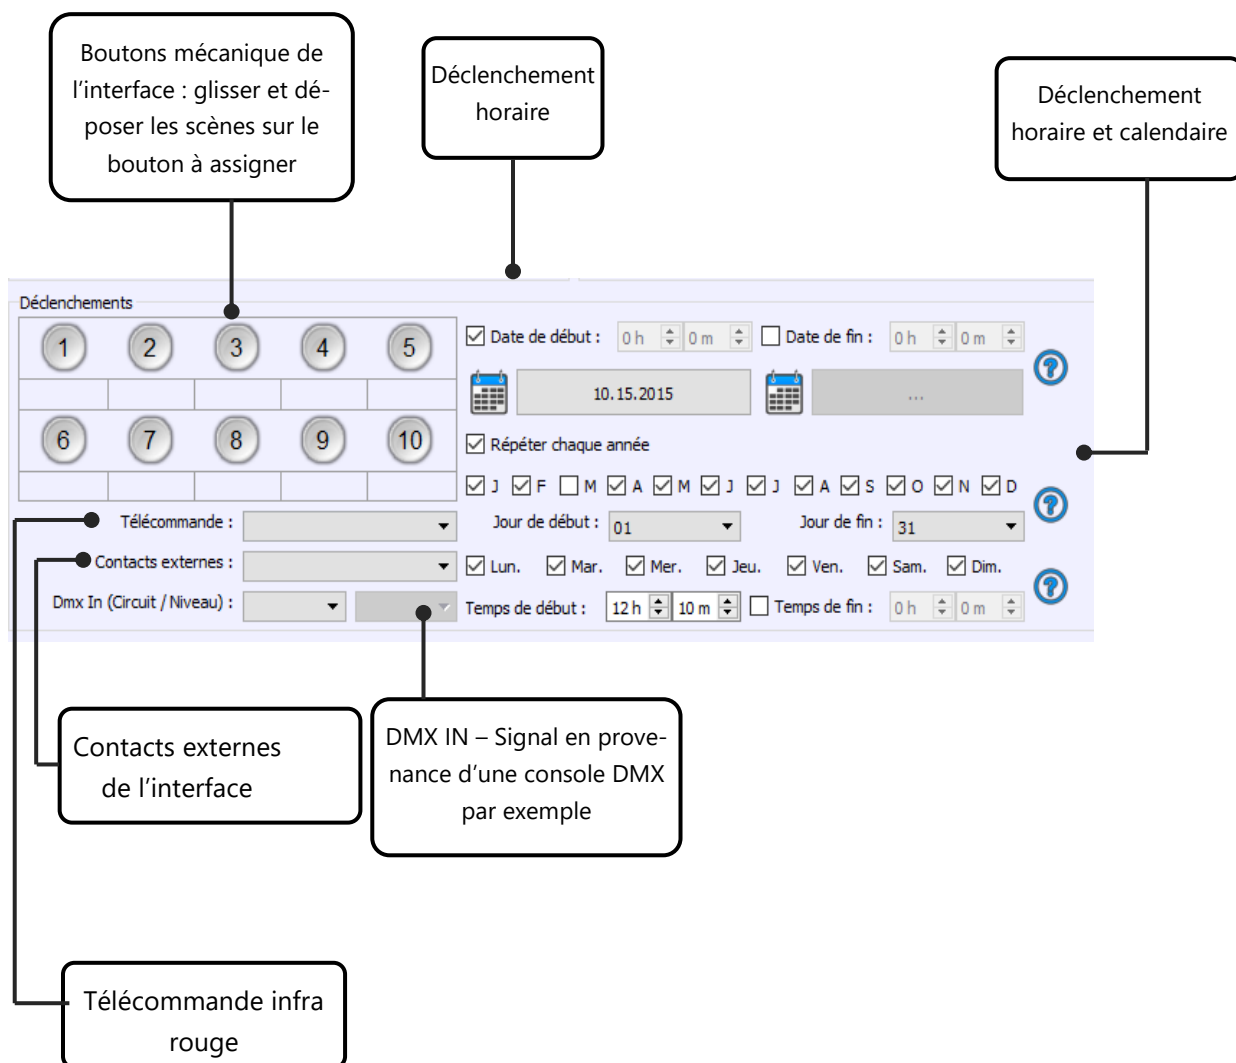 Boutons mécanique de
l'interface : glisser et dé-
poser les scènes sur le
bouton à assigner
Déclenchement
horaire
Déclenchement
horaire et calendaire
Déclenchements
1 2 3 4 5
6 7 8 9 10
Télécommande :
Contacts externes :
Dmx In (Circuit / Niveau) :
Date de début : 0 h 0 m Date de fin : 0 h 0 m
10.15.2015 ...
Répéter chaque année
J F M A M J J A S O N D
Jour de début : 01 Jour de fin : 31
Lun. Mar. Mer. Jeu. Ven. Sam. Dim.
Temps de début : 12 h 10 m Temps de fin : 0 h 0 m
?
?
?
Contacts externes
de l'interface
DMX IN – Signal en prove-
nance d'une console DMX
par exemple
Télécommande infra
rouge